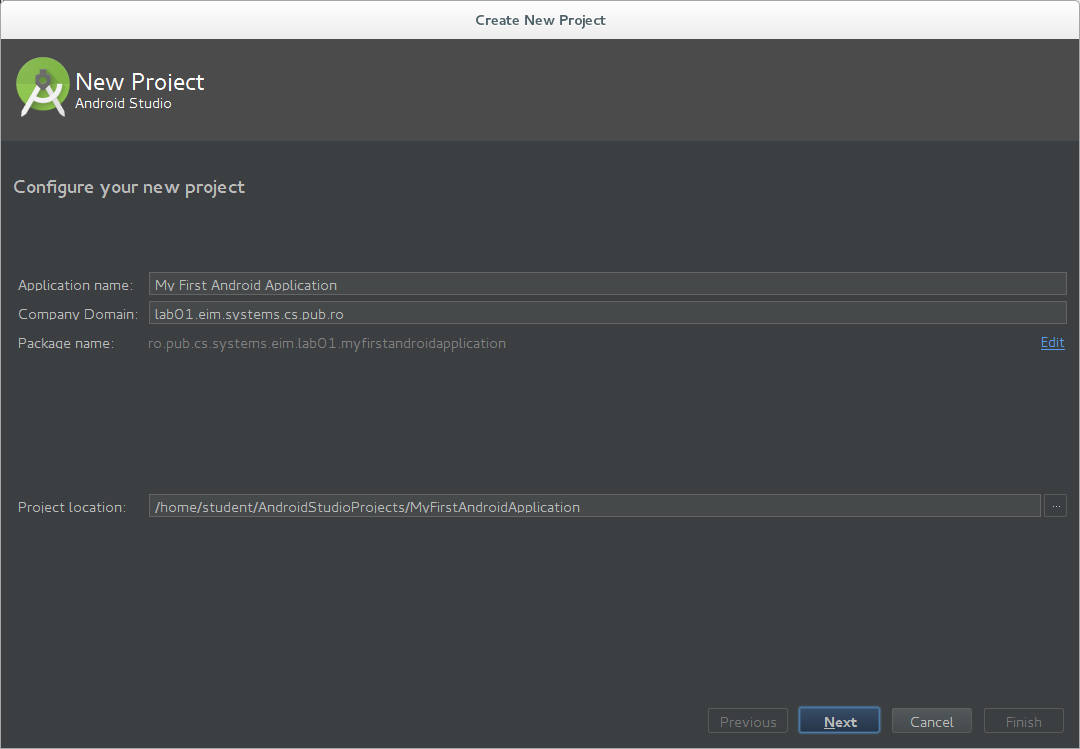 Create New Project
New Project
Android Studio
Configure your new project
Application name: My First Android Application
Company Domain: lab01.eim.systems.cs.pub.ro
Package name: ro.pub.cs.systems.eim.lab01.myfirstandroidapplication Edit
Project location: /home/student/AndroidStudioProjects/MyFirstAndroidApplication ...
Previous Next Cancel Finish